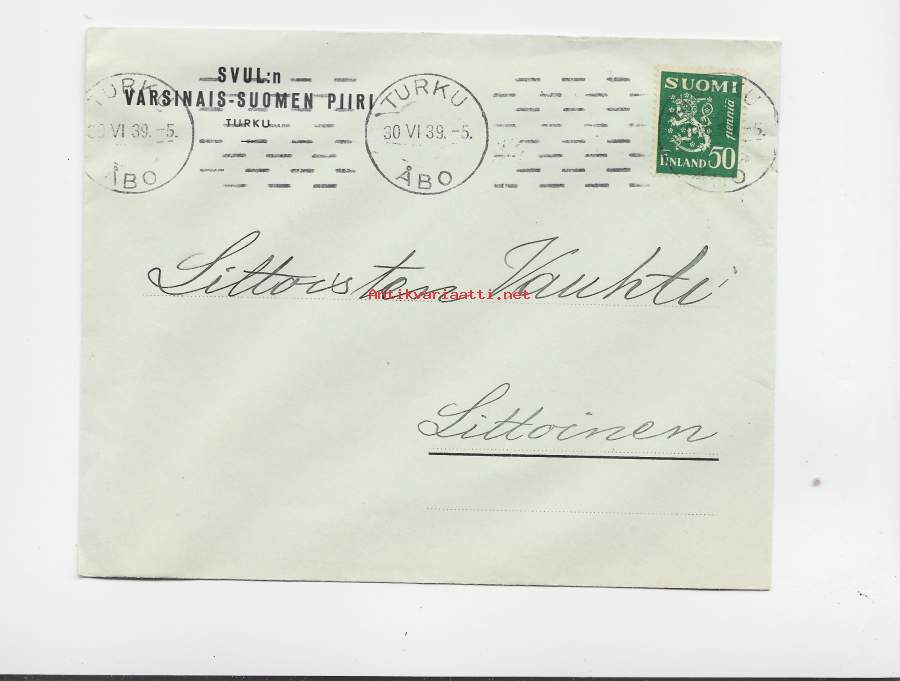 SVUL:n
VARSINAIS-SUOMEN PIIRI
TURKU
TURKU
30 VI 39. -5.
ÅBO
TURKU
30 VI 39. -5.
ÅBO
SUOMI
penniä
FINLAND 50
-5.
Littoisten Vauhti
Antikvariaatti.net
Littoinen